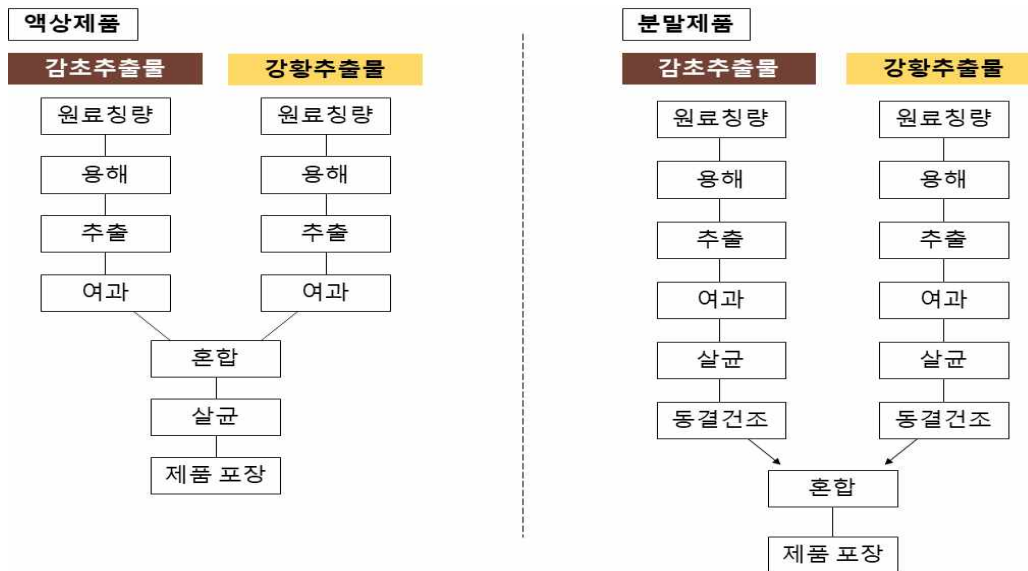 액상제품
감초추출물
강황추출물
원료칭량
원료칭량
용해
용해
추출
추출
여과
여과
혼합
살균
제품 포장
분말제품
감초추출물
강황추출물
원료칭량
원료칭량
용해
용해
추출
추출
여과
여과
살균
살균
동결건조
동결건조
혼합
제품 포장